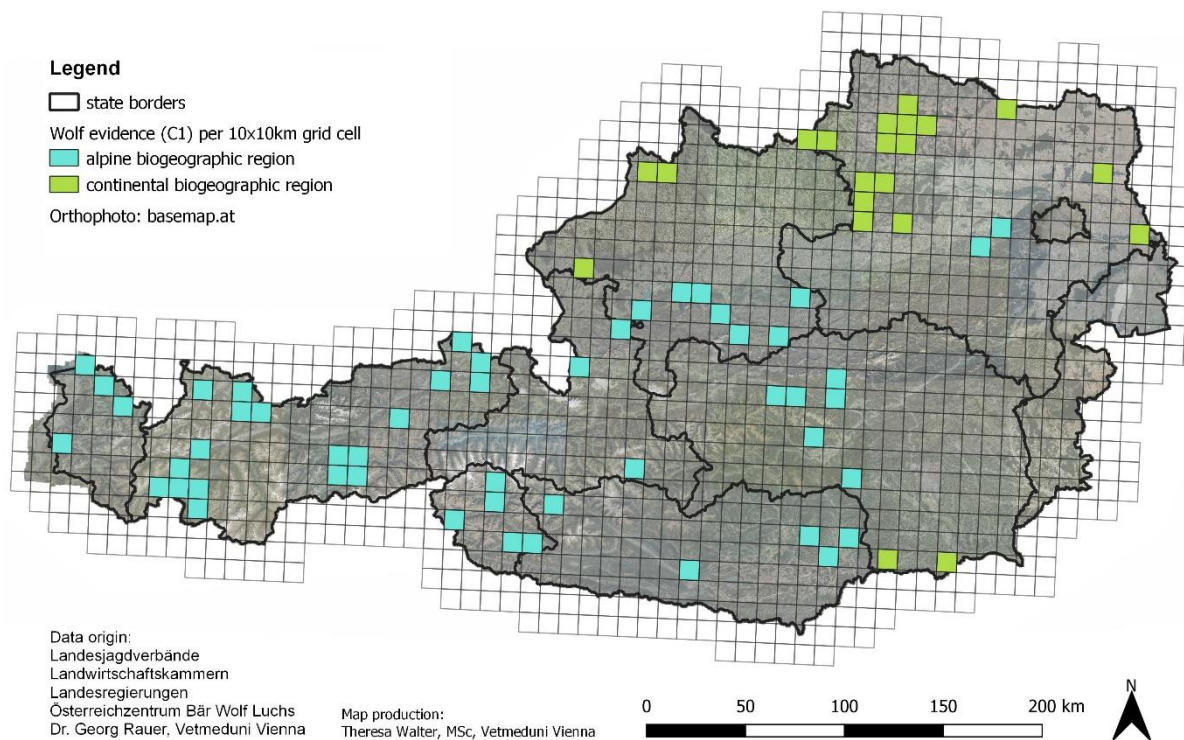 Legend
state borders
Wolf evidence (C1) per 10x10km grid cell
alpine biogeographic region
continental biogeographic region
Orthophoto: basemap.at
Data origin:
Landesjagdverbände
Landwirtschaftskammern
Landesregierungen
Österreichzentrum Bär Wolf Luchs
Dr. Georg Rauer, Vetmeduni Vienna
Map production:
Theresa Walter, MSc, Vetmeduni Vienna
0 50 100 150 200 km
N